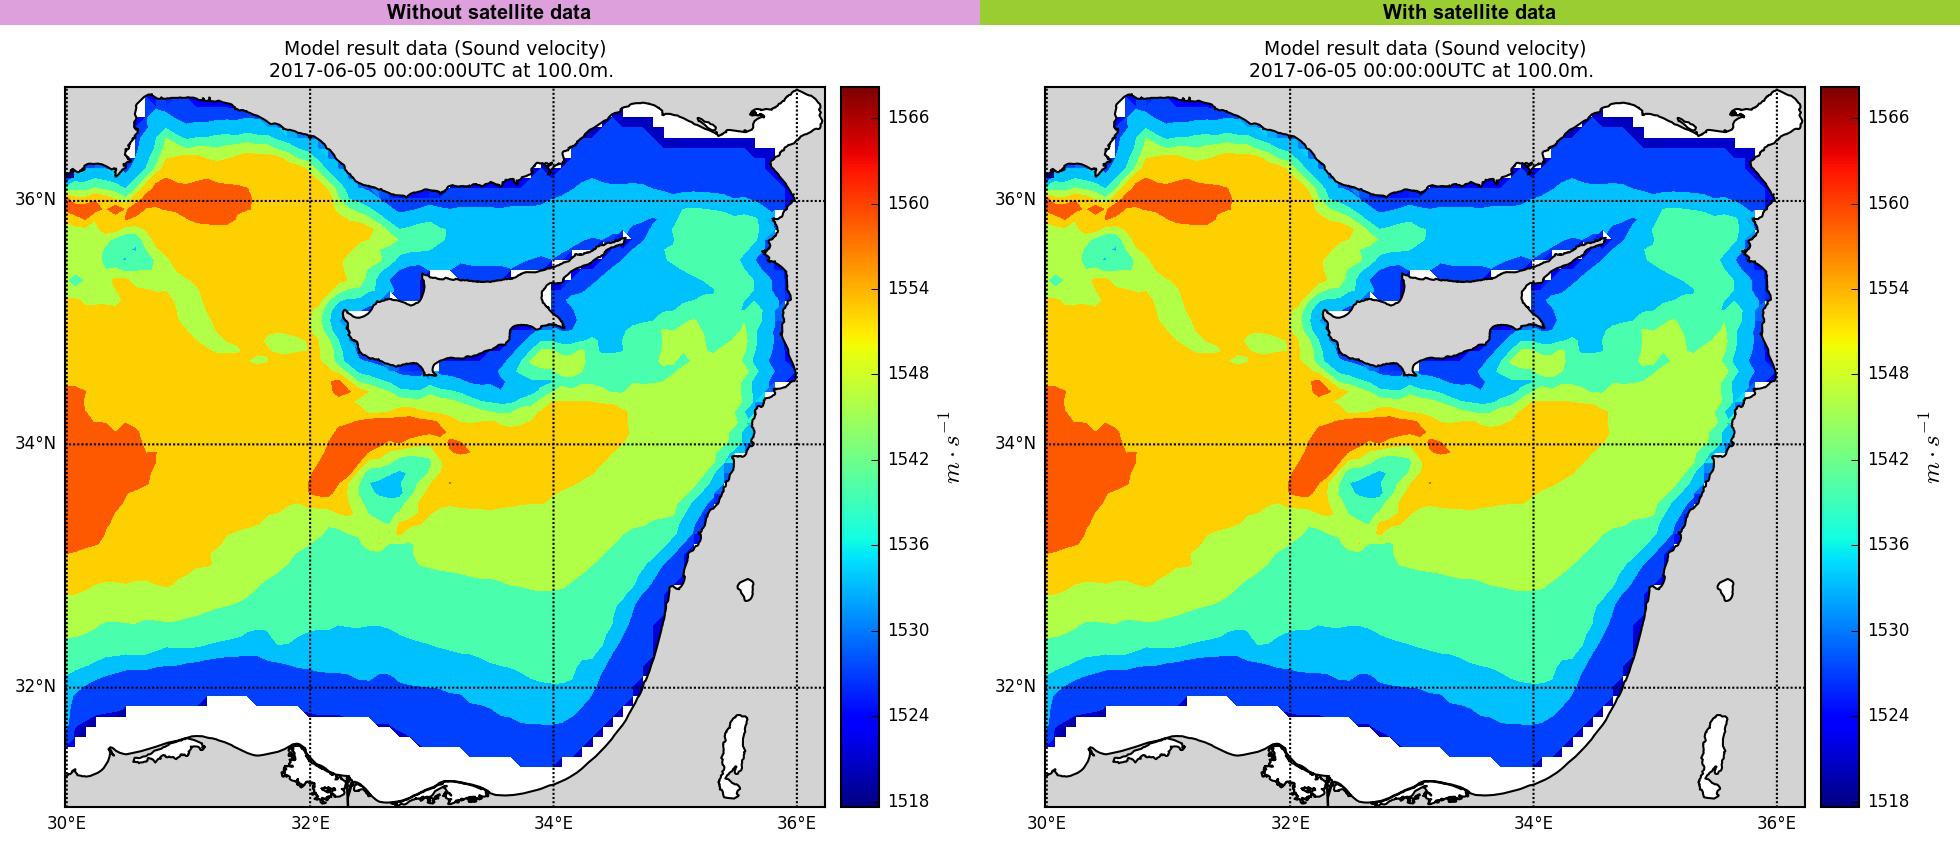 Without satellite data
Model result data (Sound velocity)
2017-06-05 00:00:00UTC at 100.0m.
36°N
34°N
32°N
30°E 32°E 34°E 36°E
1566
1560
1554
1548
1542
1536
1530
1524
1518
m · s⁻¹
With satellite data
Model result data (Sound velocity)
2017-06-05 00:00:00UTC at 100.0m.
36°N
34°N
32°N
30°E 32°E 34°E 36°E
1566
1560
1554
1548
1542
1536
1530
1524
1518
m · s⁻¹